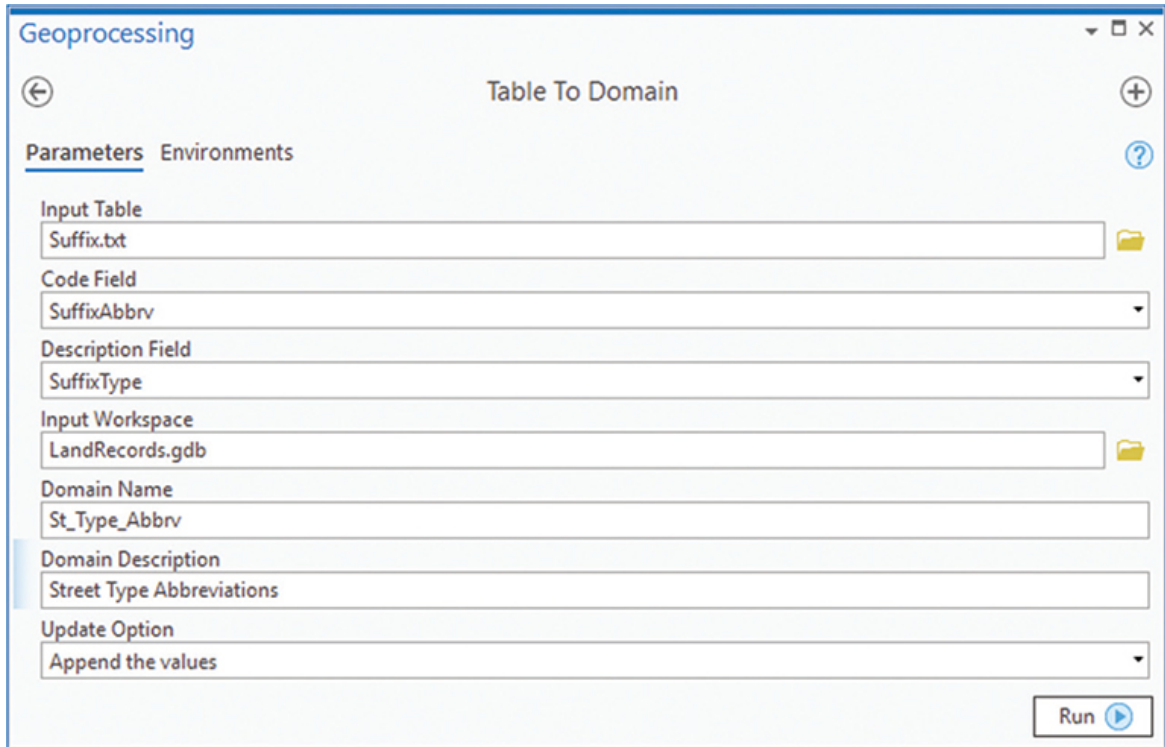 Geoprocessing
Table To Domain
Parameters Environments
Input Table
Suffix.txt
Code Field
SuffixAbbrv
Description Field
SuffixType
Input Workspace
LandRecords.gdb
Domain Name
St_Type_Abbrv
Domain Description
Street Type Abbreviations
Update Option
Append the values
Run